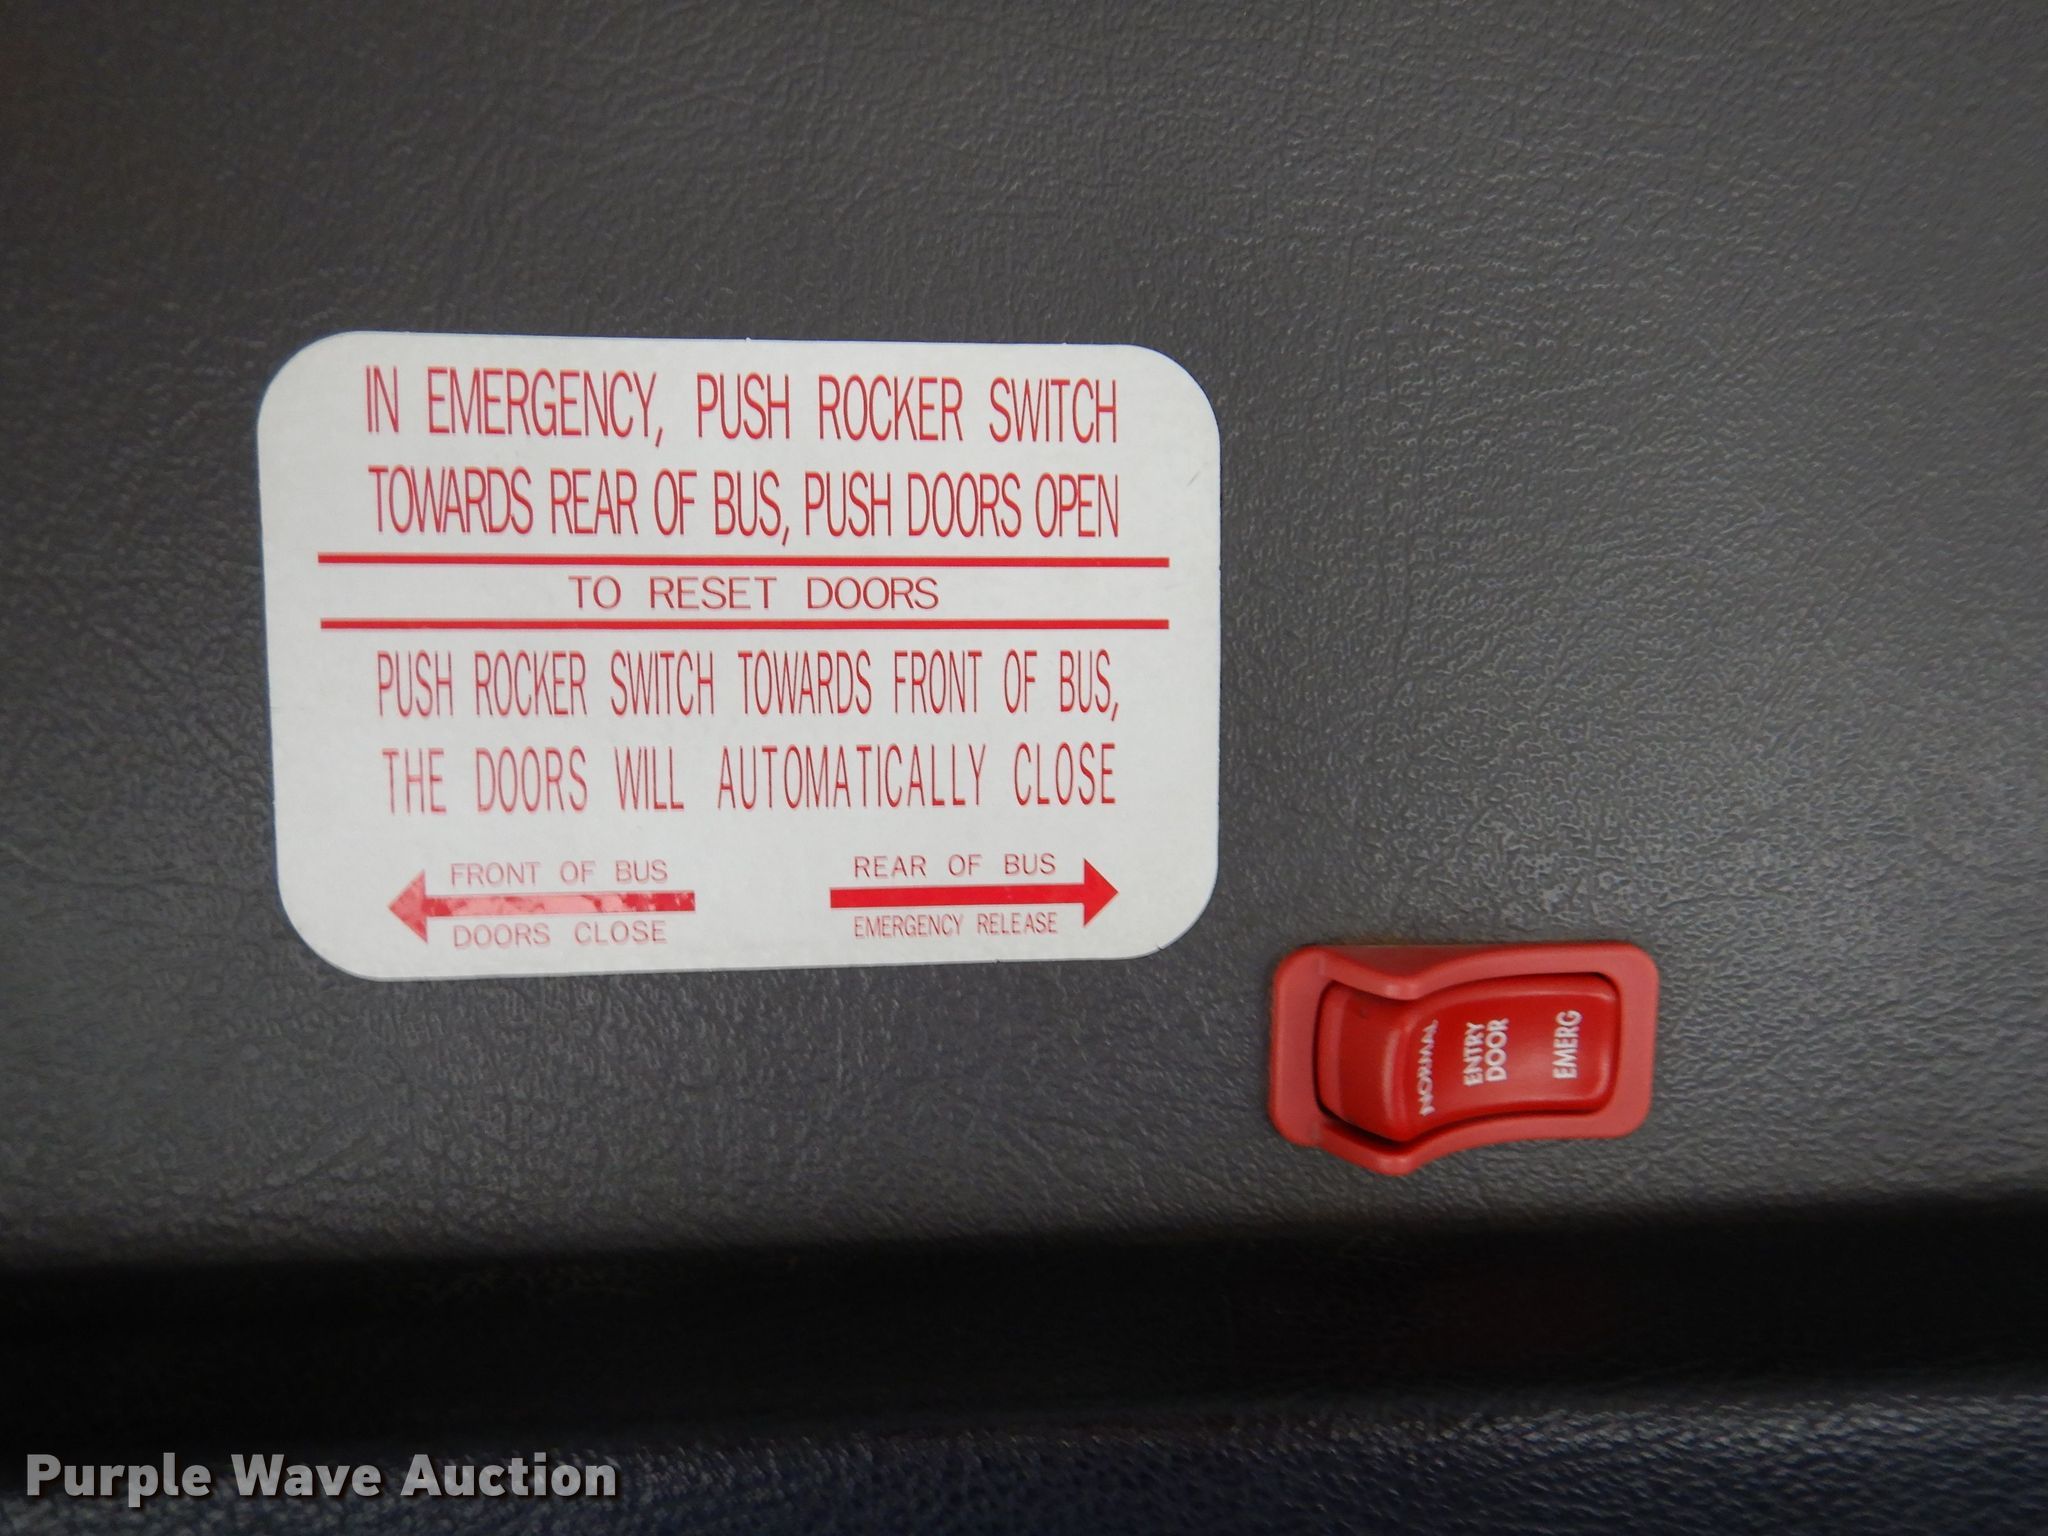 IN EMERGENCY, PUSH ROCKER SWITCH
TOWARDS REAR OF BUS, PUSH DOORS OPEN
TO RESET DOORS
PUSH ROCKER SWITCH TOWARDS FRONT OF BUS,
THE DOORS WILL AUTOMATICALLY CLOSE
FRONT OF BUS
DOORS CLOSE
REAR OF BUS
EMERGENCY RELEASE
NORMAL
ENTRY
DOOR
EMERG
Purple Wave Auction